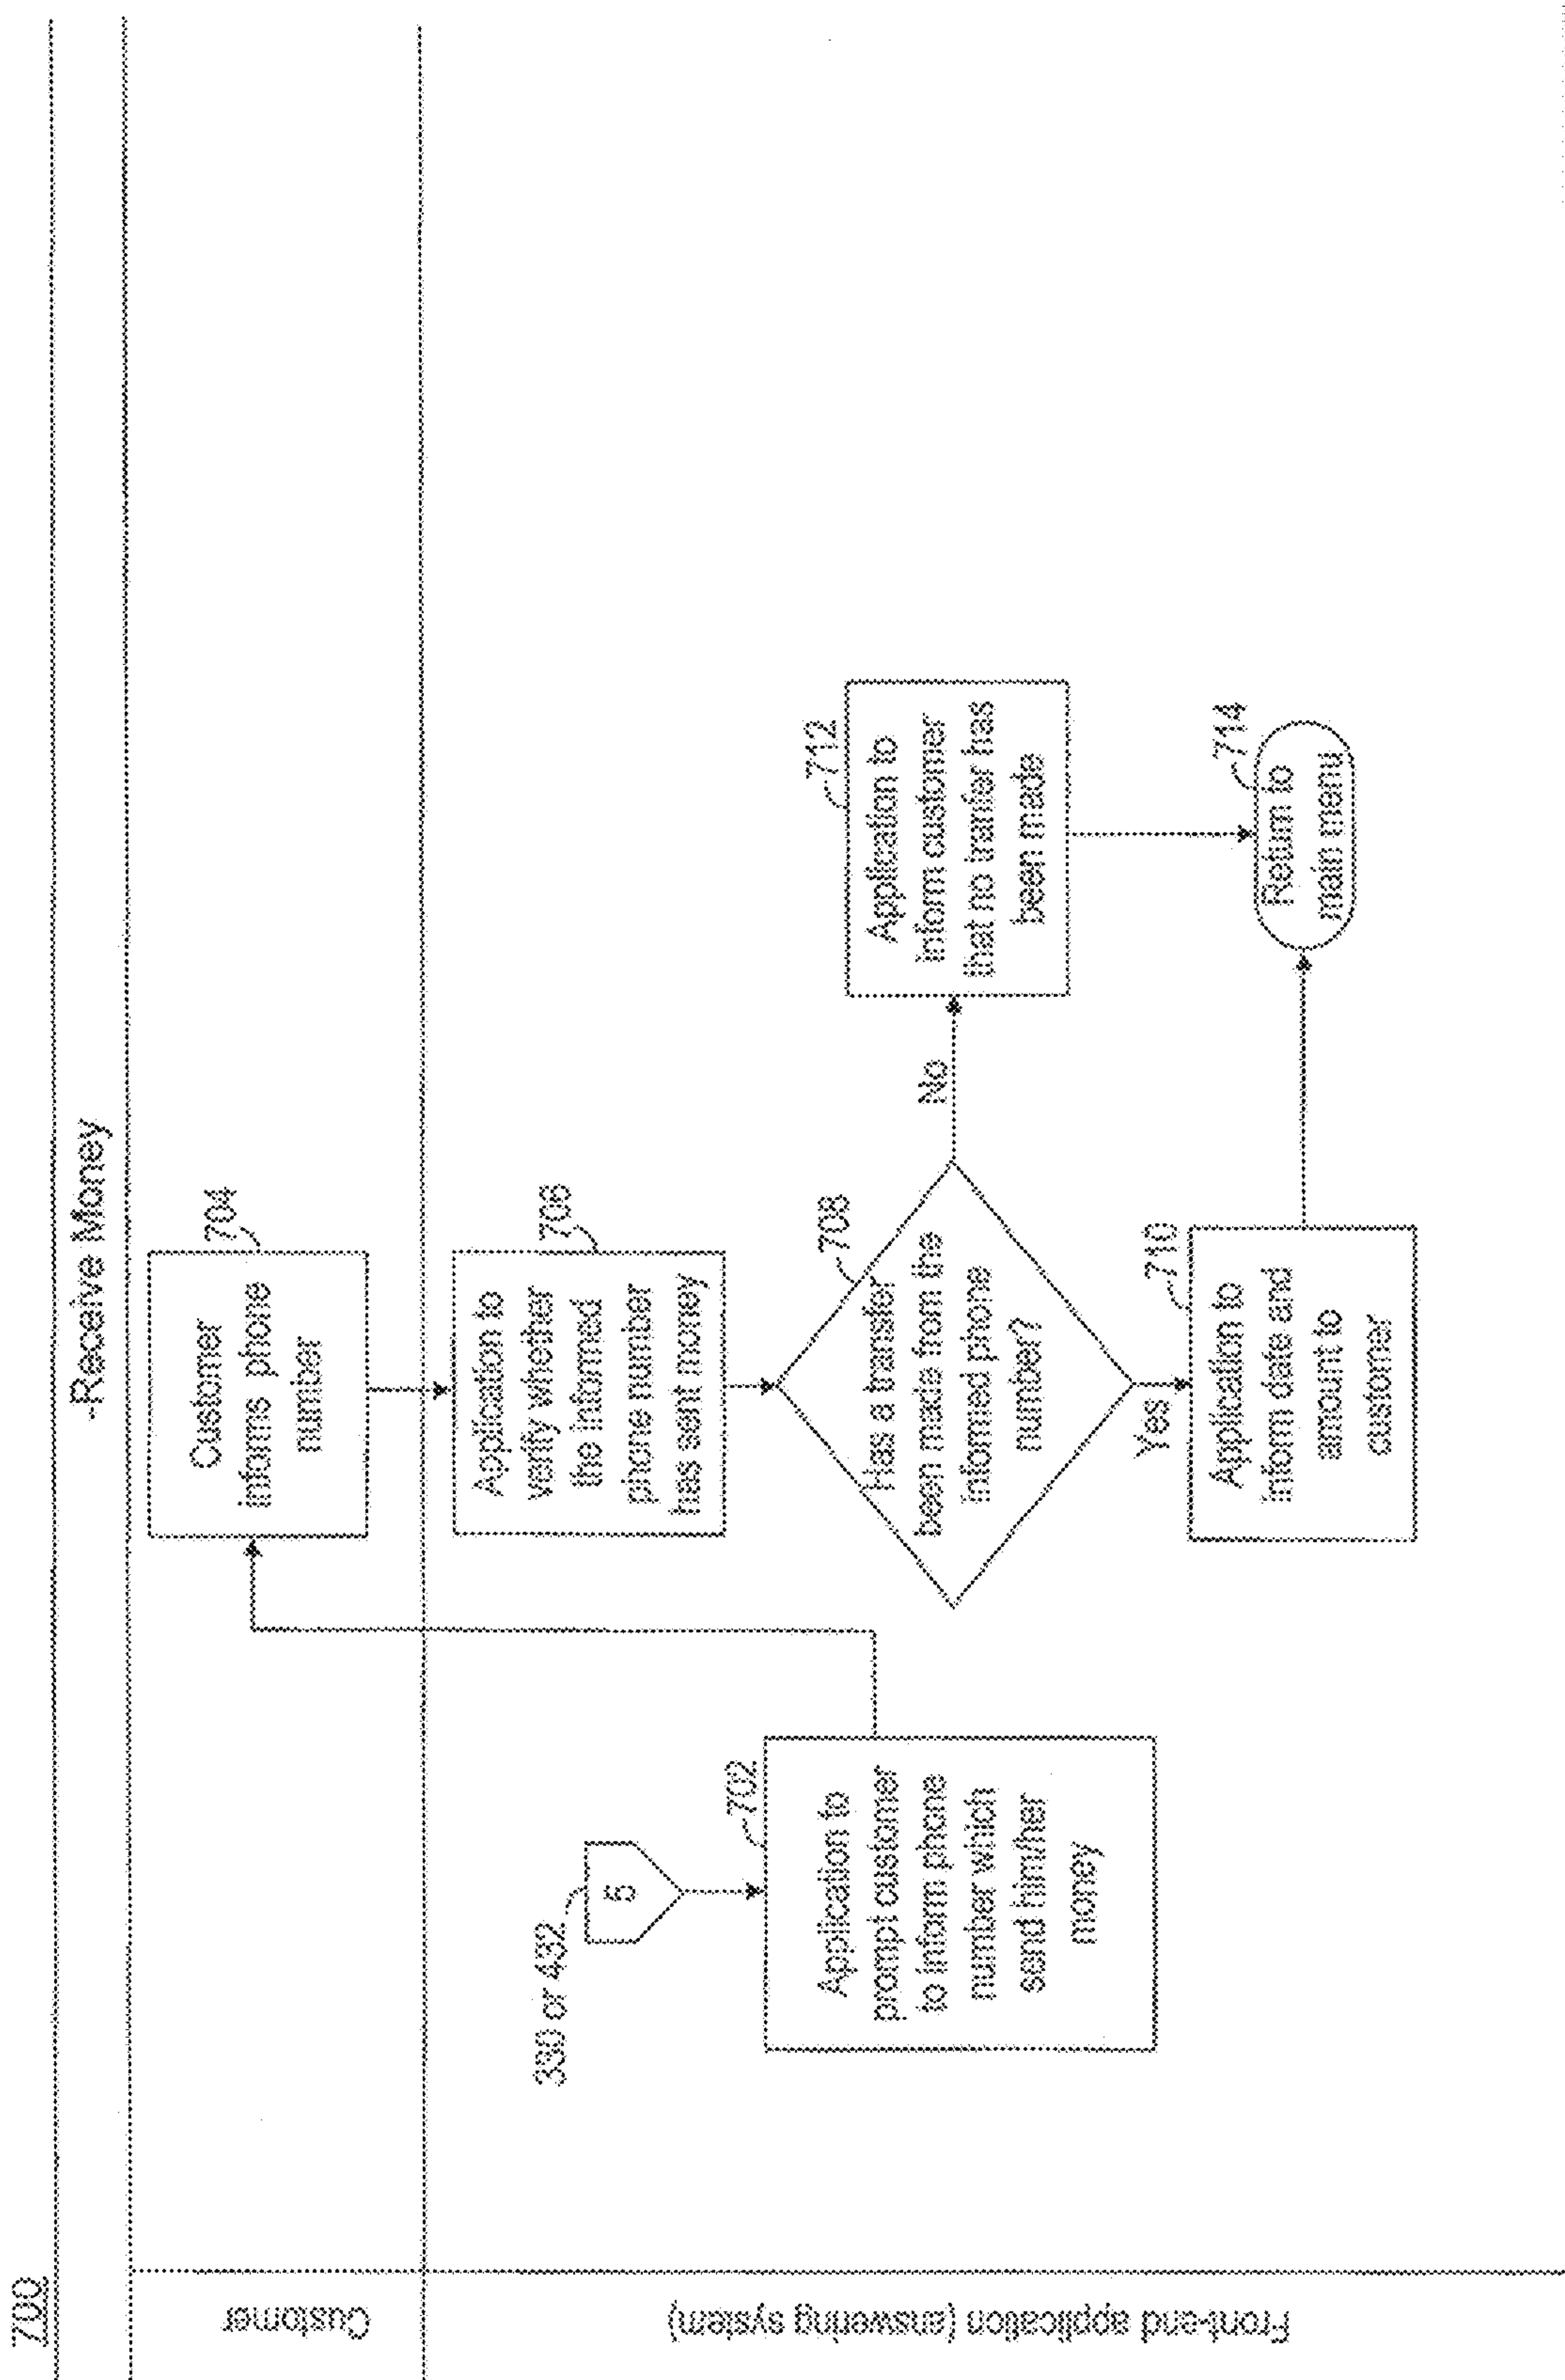 700
-Receive Money
Customer
Customer
informs phone
number
704
Front-end application (answering system)
330 or 432
5
702
Application to
prompt customer
to inform phone
number which
send him/her
money
Application to
verify whether
the informed
phone number
has sent money
706
Has a transfer
been made from the
informed phone
number?
708
No
Yes
Application to
inform date and
amount to
customer
710
Application to
inform customer
that no tranfer has
been made
712
Return to
main menu
714